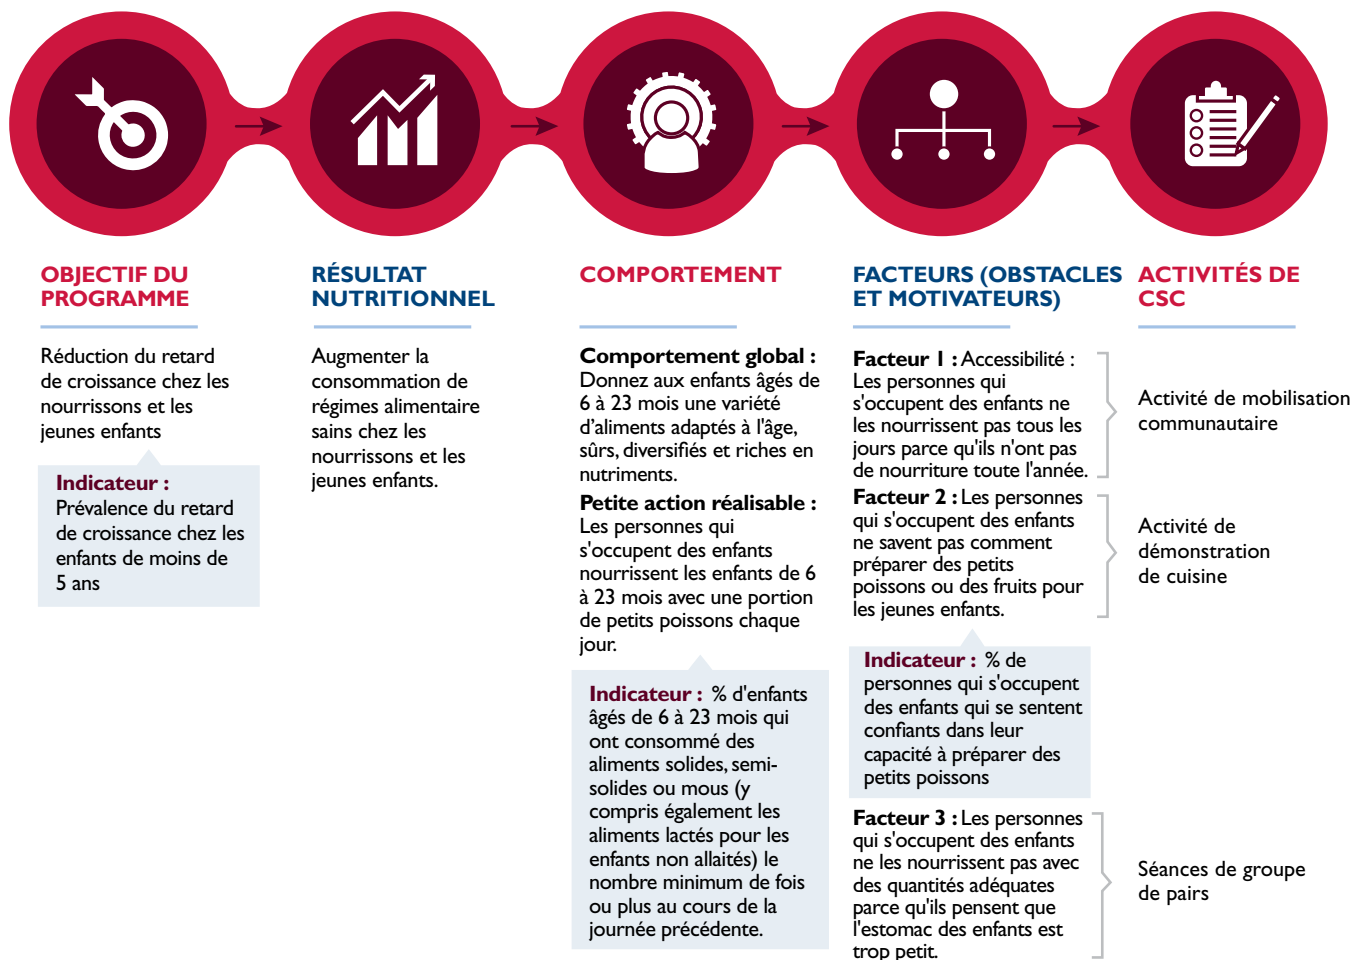 OBJECTIF DU
PROGRAMME
Réduction du retard
de croissance chez les
nourrissons et les
jeunes enfants
Indicateur :
Prévalence du retard
de croissance chez les
enfants de moins de
5 ans
RÉSULTAT
NUTRITIONNEL
Augmenter la
consommation de
régimes alimentaire
sains chez les
nourrissons et les
jeunes enfants.
COMPORTEMENT
Comportement global :
Donnez aux enfants âgés de
6 à 23 mois une variété
d’aliments adaptés à l'âge,
sûrs, diversifiés et riches en
nutriments.
Petite action réalisable :
Les personnes qui
s'occupent des enfants
nourrissent les enfants de 6
à 23 mois avec une portion
de petits poissons chaque
jour.
Indicateur : % d'enfants
âgés de 6 à 23 mois qui
ont consommé des
aliments solides, semi-
solides ou mous (y
compris également les
aliments lactés pour les
enfants non allaités) le
nombre minimum de fois
ou plus au cours de la
journée précédente.
FACTEURS (OBSTACLES
ET MOTIVATEURS)
Facteur 1 : Accessibilité :
Les personnes qui
s'occupent des enfants ne
les nourrissent pas tous les
jours parce qu'ils n'ont pas
de nourriture toute l'année.
Facteur 2 : Les personnes
qui s'occupent des enfants
ne savent pas comment
préparer des petits
poissons ou des fruits pour
les jeunes enfants.
Indicateur : % de
personnes qui s'occupent
des enfants qui se sentent
confiants dans leur
capacité à préparer des
petits poissons
Facteur 3 : Les personnes
qui s'occupent des enfants
ne les nourrissent pas avec
des quantités adéquates
parce qu'ils pensent que
l'estomac des enfants est
trop petit.
ACTIVITÉS DE
CSC
Activité de mobilisation
communautaire
Activité de
démonstration
de cuisine
Séances de groupe
de pairs